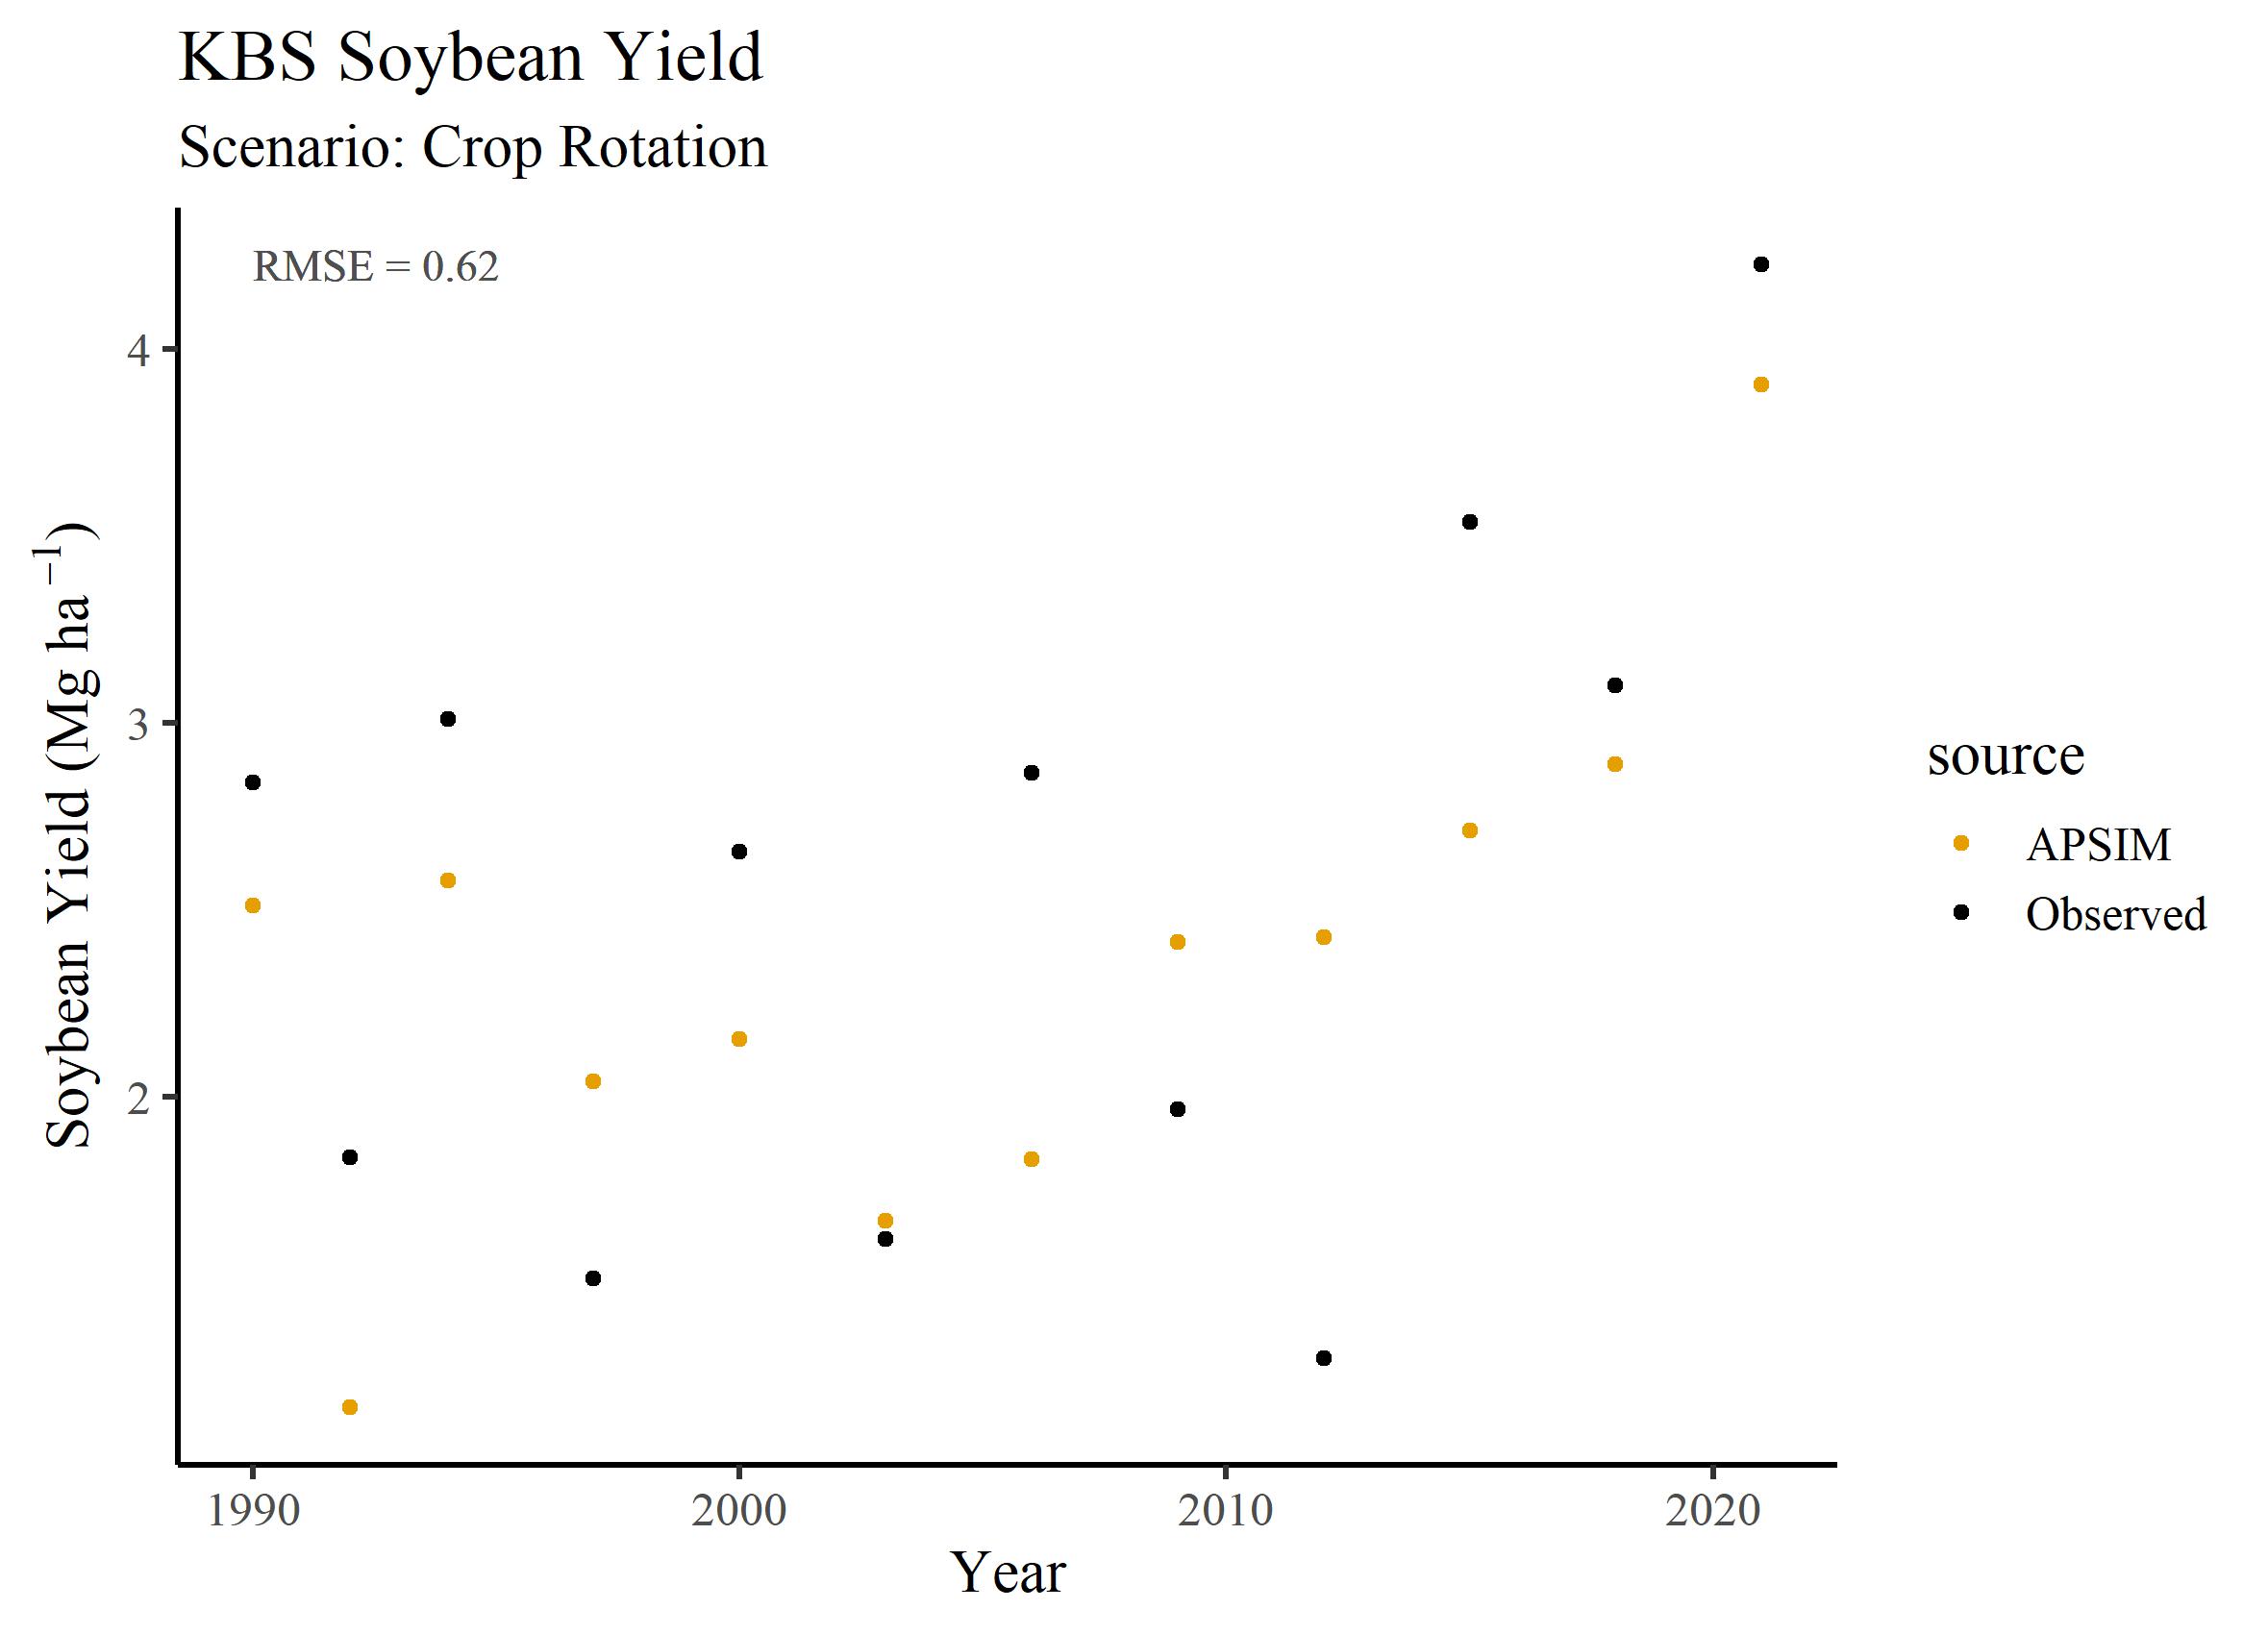 KBS Soybean Yield
Scenario: Crop Rotation
RMSE = 0.62
4
3
2
Soybean Yield (Mg ha⁻¹)
1990
2000
2010
2020
Year
source
APSIM
Observed